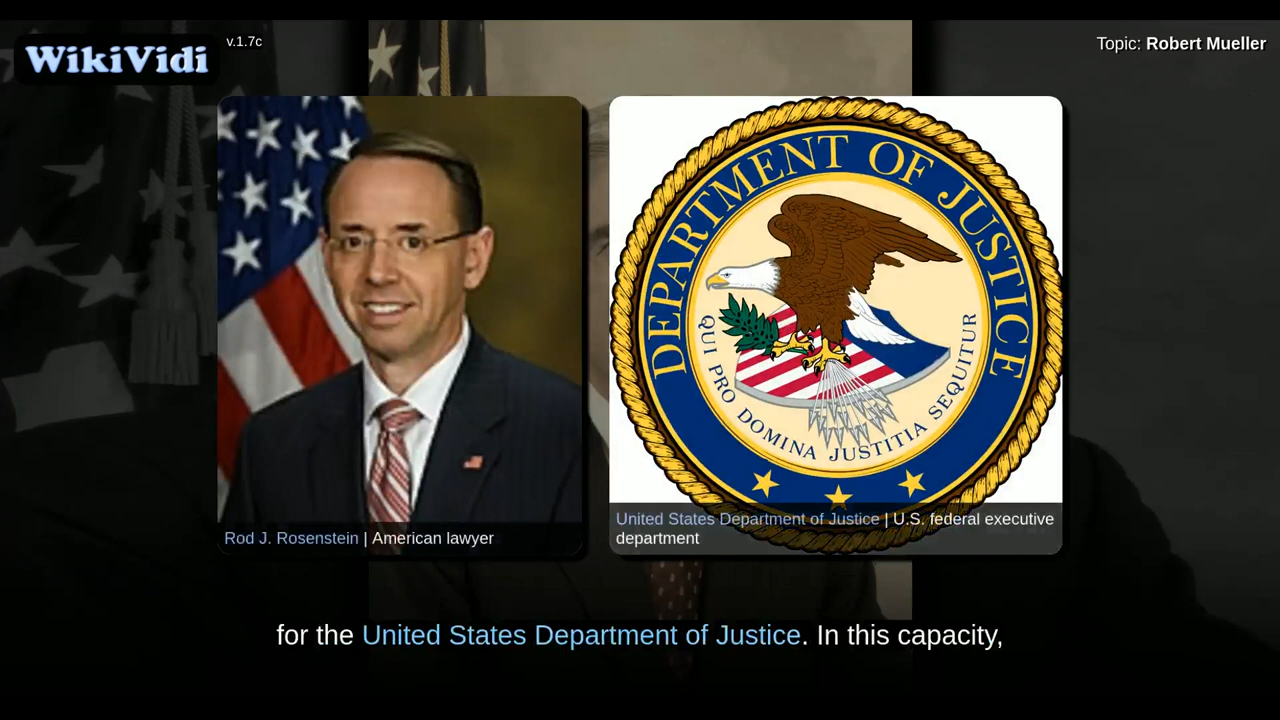 WikiVidi
v.1.7c
Topic: Robert Mueller
DEPARTMENT OF JUSTICE
QUI PRO DOMINA JUSTITIA SEQUITUR
Rod J. Rosenstein | American lawyer
United States Department of Justice | U.S. federal executive
department
for the United States Department of Justice. In this capacity,